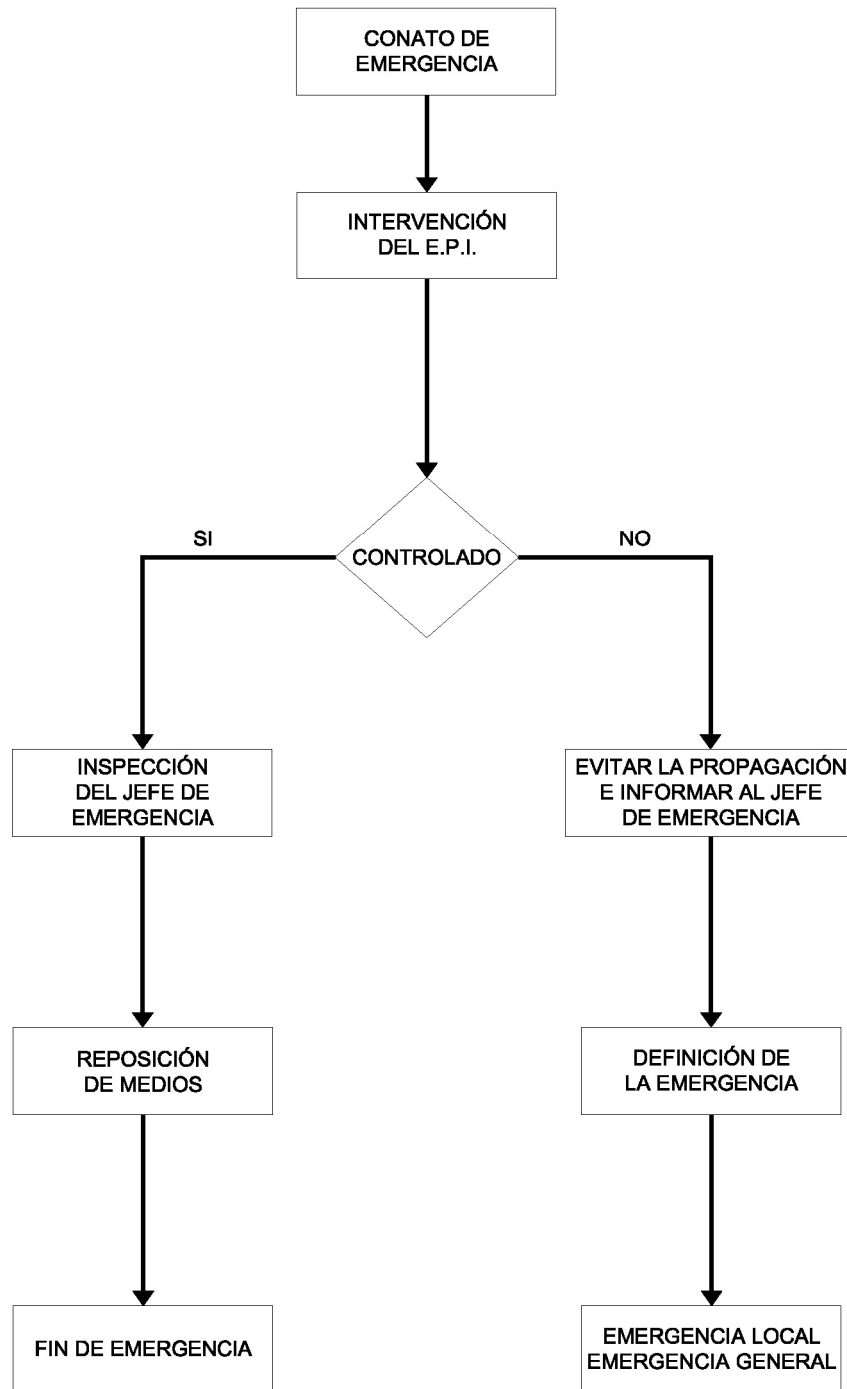 CONATO DE
EMERGENCIA
INTERVENCIÓN
DEL E.P.I.
CONTROLADO
SI
NO
INSPECCIÓN
DEL JEFE DE
EMERGENCIA
EVITAR LA PROPAGACIÓN
E INFORMAR AL JEFE
DE EMERGENCIA
REPOSICIÓN
DE MEDIOS
DEFINICIÓN DE
LA EMERGENCIA
FIN DE EMERGENCIA
EMERGENCIA LOCAL
EMERGENCIA GENERAL